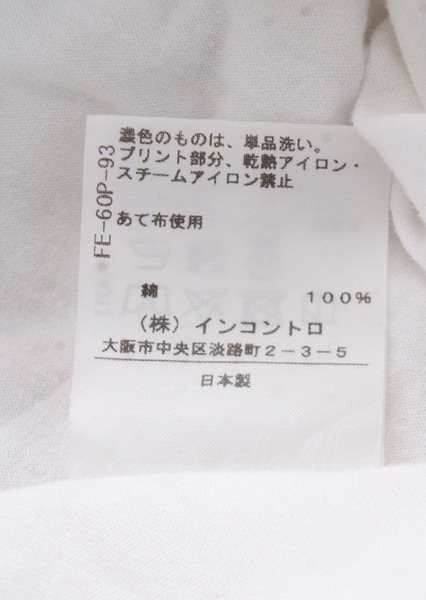 濃色のものは、単品洗い。
プリント部分、乾熱アイロン・
スチームアイロン禁止
あて布使用
綿 100%
（株）インコントロ
大阪市中央区淡路町2-3-5
日本製
FE-60P-93